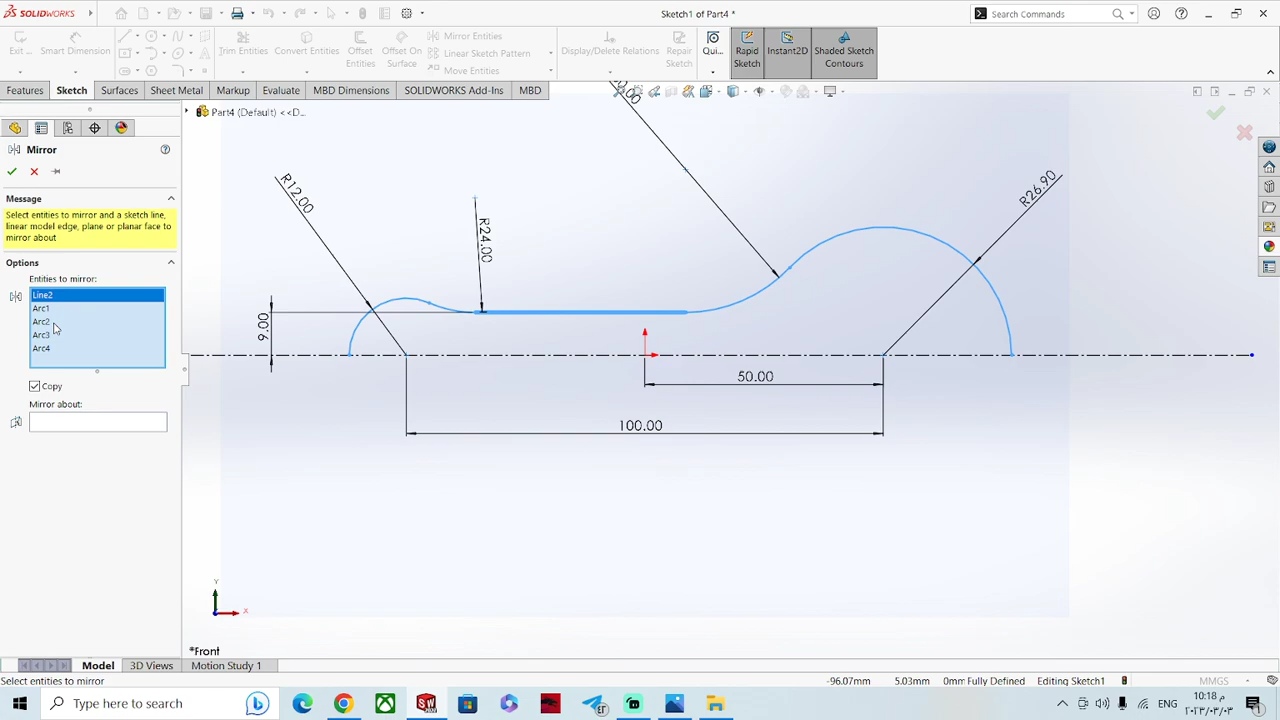 SOLIDWORKS
Sketch1 of Part4 *
Search Commands
Exit ...
Smart Dimension
Trim Entities
Convert Entities
Offset Entities
Offset On Surface
Mirror Entities
Linear Sketch Pattern
Move Entities
Display/Delete Relations
Repair Sketch
Qui...
Rapid Sketch
Instant2D
Shaded Sketch Contours
Features
Sketch
Surfaces
Sheet Metal
Markup
Evaluate
MBD Dimensions
SOLIDWORKS Add-Ins
MBD
Part4 (Default) <<D...
Mirror
Message
Select entities to mirror and a sketch line,
linear model edge, plane or planar face to
mirror about
Options
Entities to mirror:
Line2
Arc1
Arc2
Arc3
Arc4
Copy
Mirror about:
R12.00
R24.00
R26.90
9.00
50.00
100.00
Y
X
*Front
Model
3D Views
Motion Study 1
Select entities to mirror
-96.07mm
5.03mm
0mm
Fully Defined
Editing Sketch1
MMGS
Type here to search
ENG
١٠:١٨ م
٢٠٢٣/٠٣/٠٣